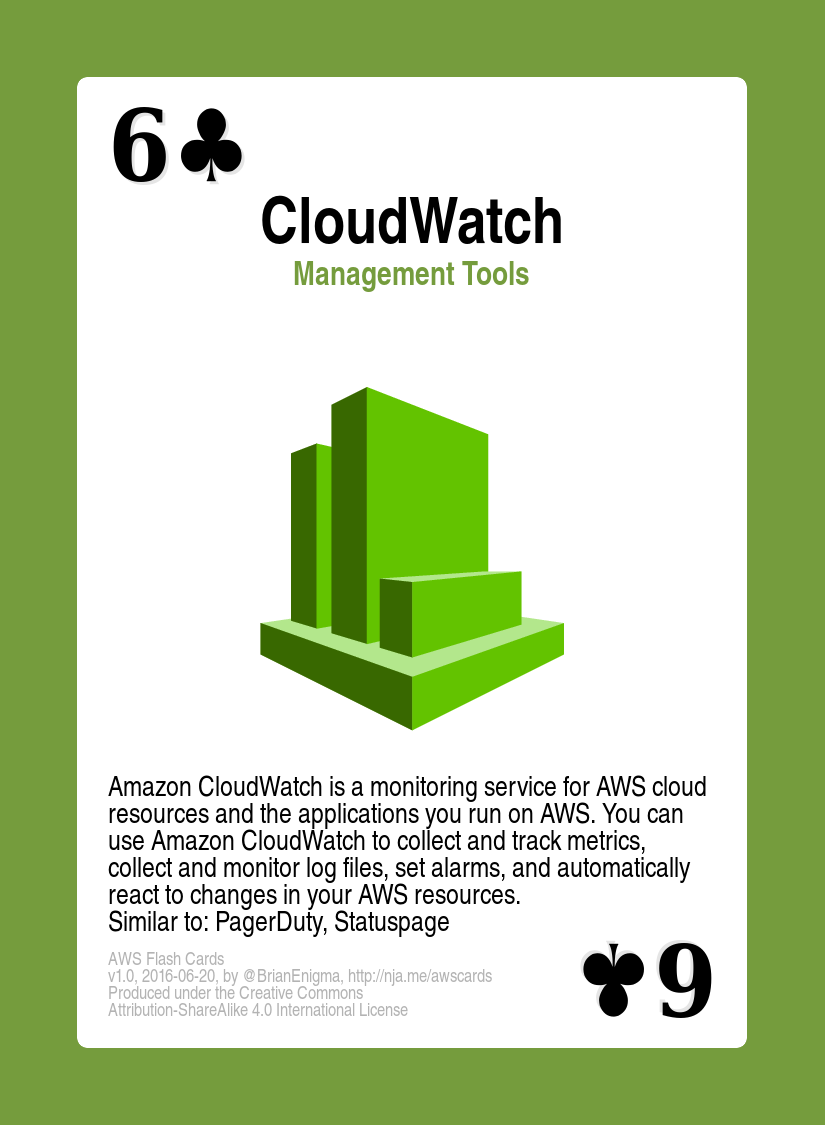 6♣
CloudWatch
Management Tools
Amazon CloudWatch is a monitoring service for AWS cloud
resources and the applications you run on AWS. You can
use Amazon CloudWatch to collect and track metrics,
collect and monitor log files, set alarms, and automatically
react to changes in your AWS resources.
Similar to: PagerDuty, Statuspage
AWS Flash Cards
v1.0, 2016-06-20, by @BrianEnigma, http://nja.me/awscards
Produced under the Creative Commons
Attribution-ShareAlike 4.0 International License
6♣